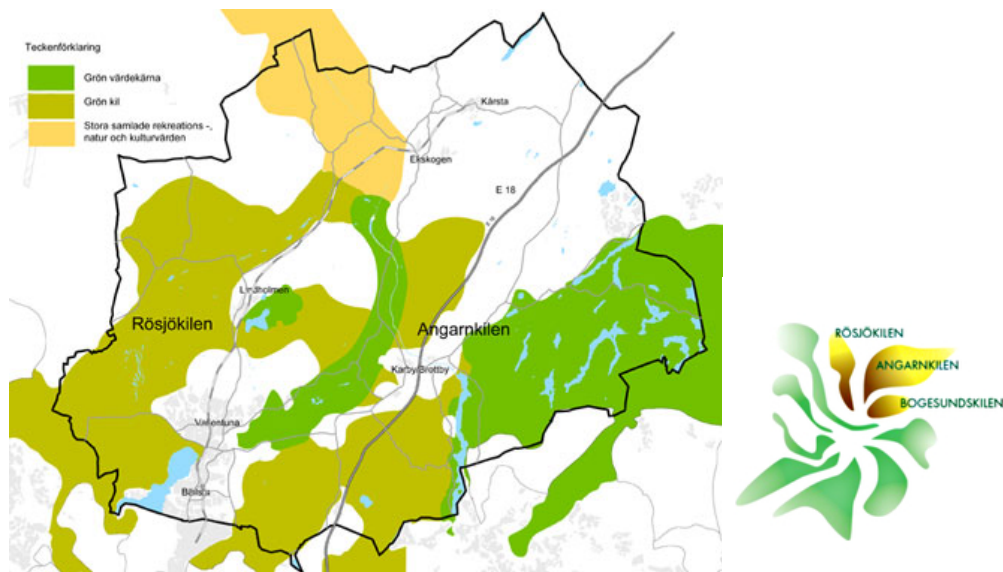 Teckenförklaring
Grön värdekärna
Grön kil
Stora samlade rekreations -,
natur och kulturvärden
Kårsta
Ekskogen
E 18
Lindholmen
Rösjökilen
Angarnkilen
Karby/Brottby
Vallentuna
RÖSJÖKILEN
ANGARNKILEN
BOGESUNDSKILEN